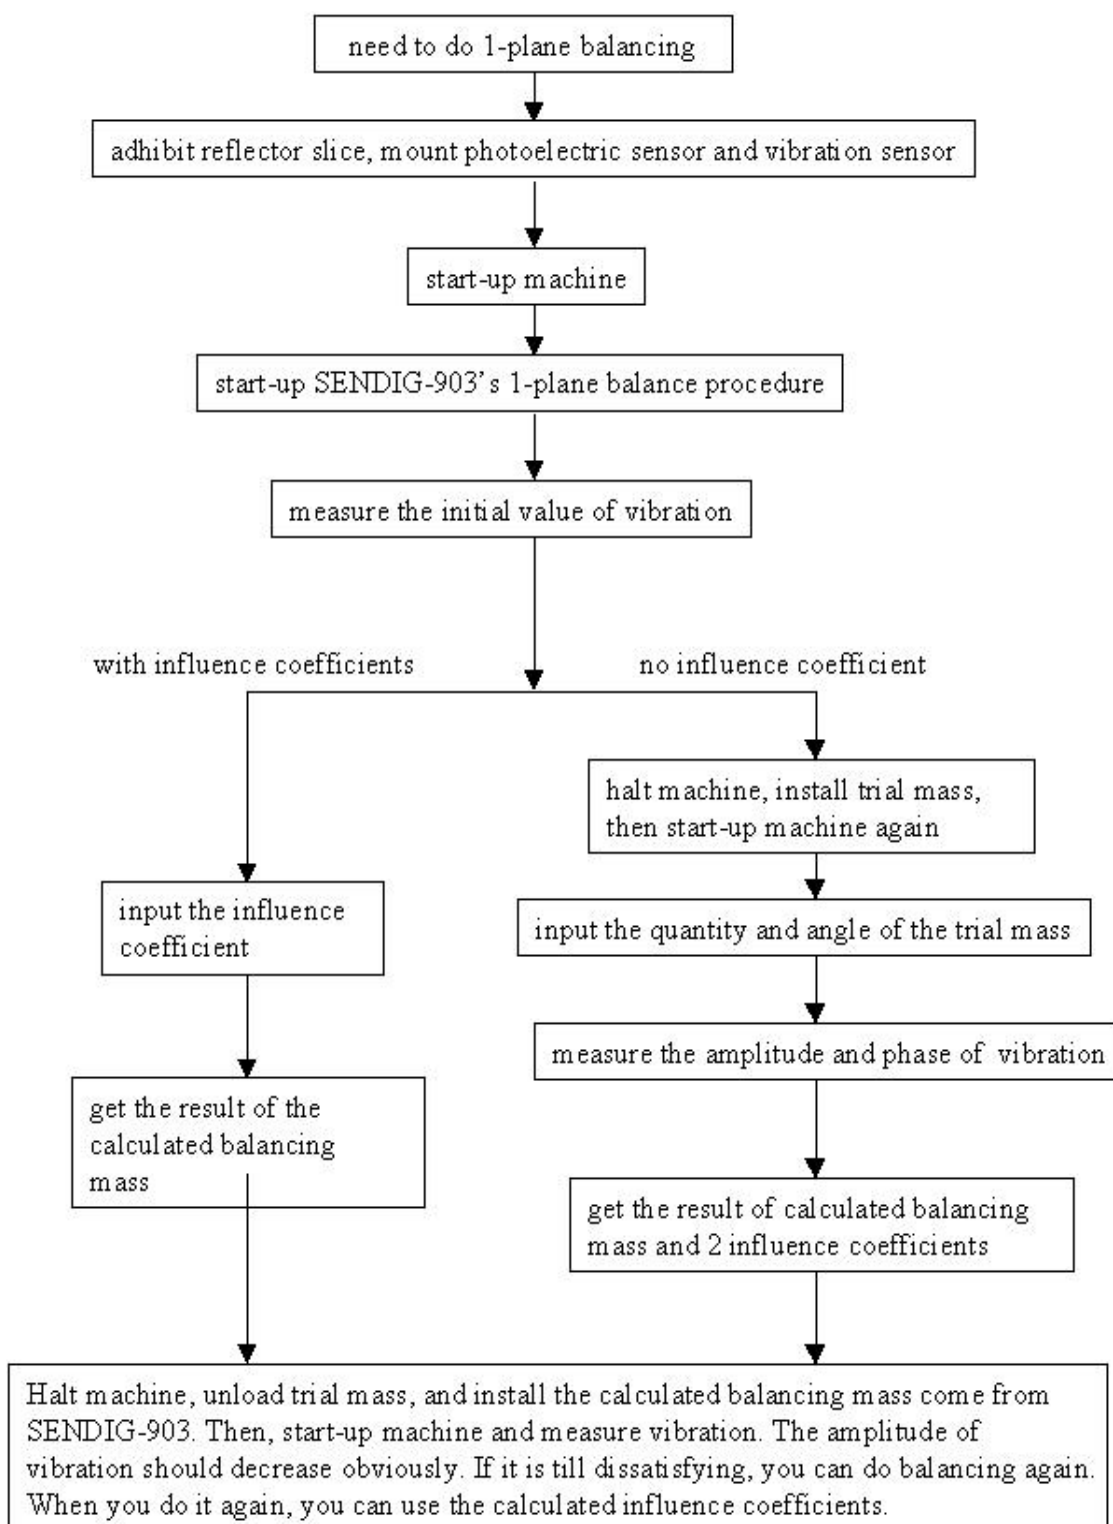 need to do 1-plane balancing
adhibit reflector slice, mount photoelectric sensor and vibration sensor
start-up machine
start-up SENDIG-903's 1-plane balance procedure
measure the initial value of vibration
with influence coefficients
no influence coefficient
halt machine, install trial mass,
then start-up machine again
input the influence
coefficient
input the quantity and angle of the trial mass
measure the amplitude and phase of vibration
get the result of the
calculated balancing
mass
get the result of calculated balancing
mass and 2 influence coefficients
Halt machine, unload trial mass, and install the calculated balancing mass come from
SENDIG-903. Then, start-up machine and measure vibration. The amplitude of
vibration should decrease obviously. If it is till dissatisfying, you can do balancing again.
When you do it again, you can use the calculated influence coefficients.